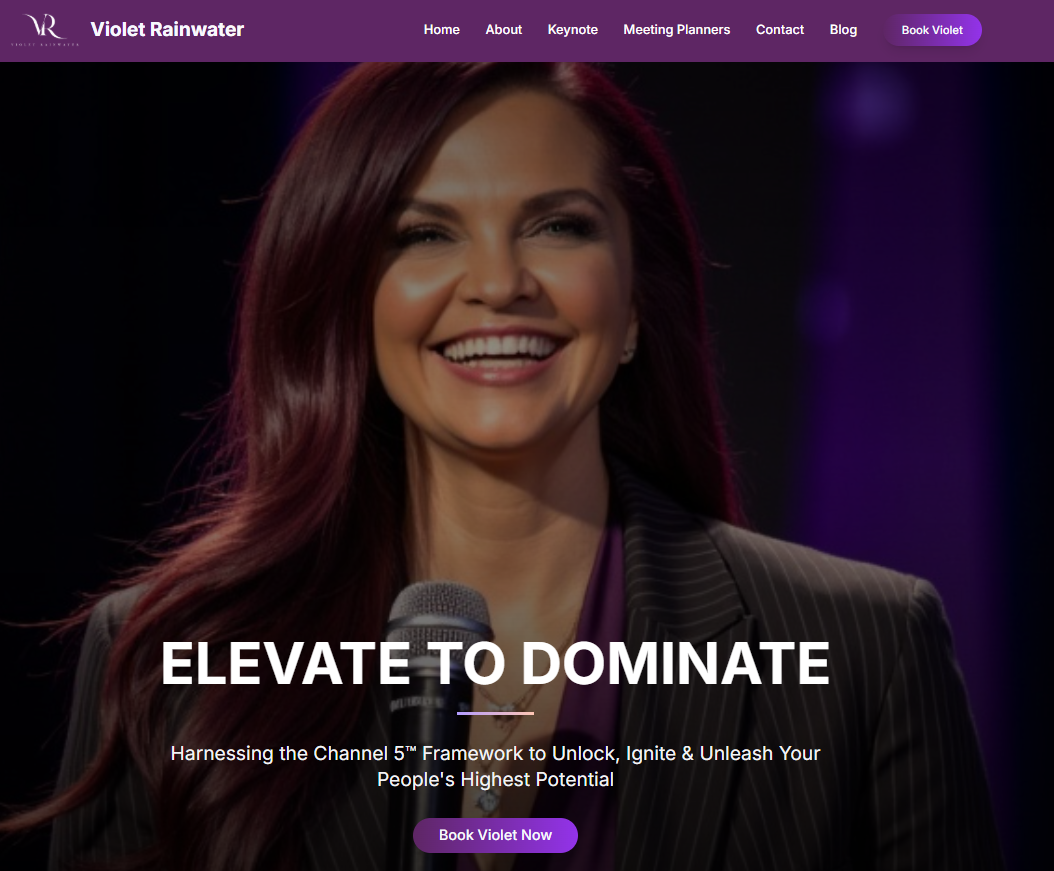 VR
VIOLET RAINWATER
Violet Rainwater
Home
About
Keynote
Meeting Planners
Contact
Blog
Book Violet
ELEVATE TO DOMINATE
Harnessing the Channel 5™ Framework to Unlock, Ignite & Unleash Your
People's Highest Potential
Book Violet Now